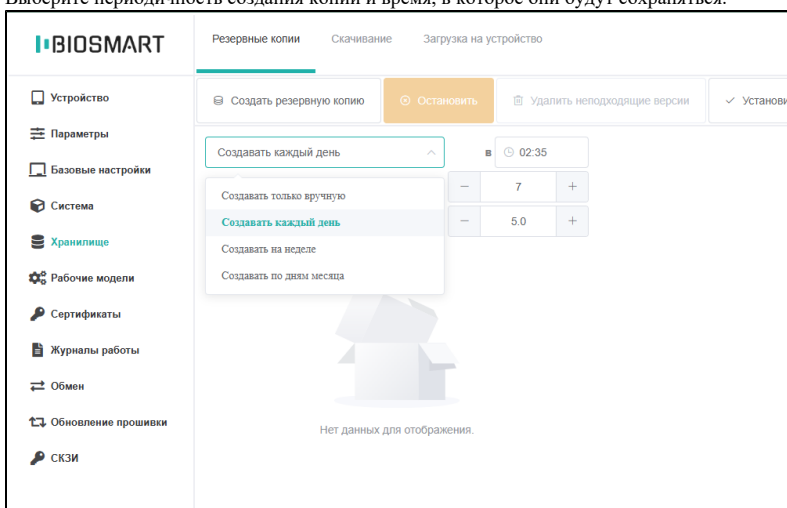 Выберите периодичность создания копий и время, в которое они будут сохраняться.
BIOSMART
Резервные копии Скачивание Загрузка на устройство
Создать резервную копию Остановить Удалить неподходящие версии Установи
Устройство
Параметры
Базовые настройки
Система
Хранилище
Рабочие модели
Сертификаты
Журналы работы
Обмен
Обновление прошивки
СКЗИ
Создавать каждый день в 02:35
Создавать только вручную
Создавать каждый день
Создавать на неделе
Создавать по дням месяца
− 7 +
− 5.0 +
Нет данных для отображения.